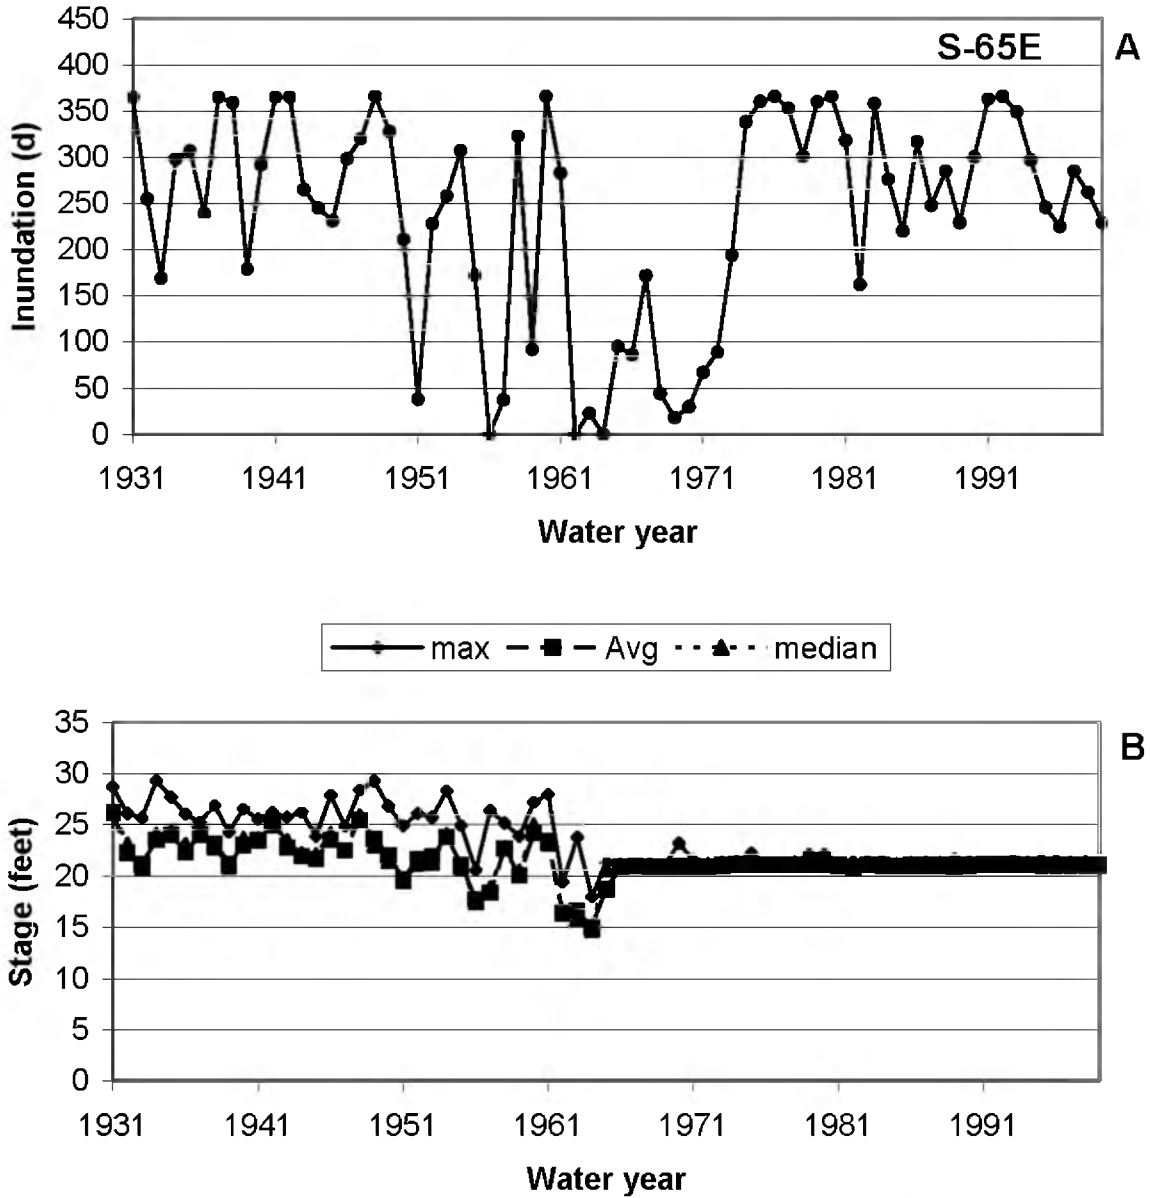 450
S-65E
A
400
350
300
250
200
150
100
50
0
Inundation (d)
1931 1941 1951 1961 1971 1981 1991
Water year
max Avg median
35
B
30
25
20
15
10
5
0
Stage (feet)
1931 1941 1951 1961 1971 1981 1991
Water year